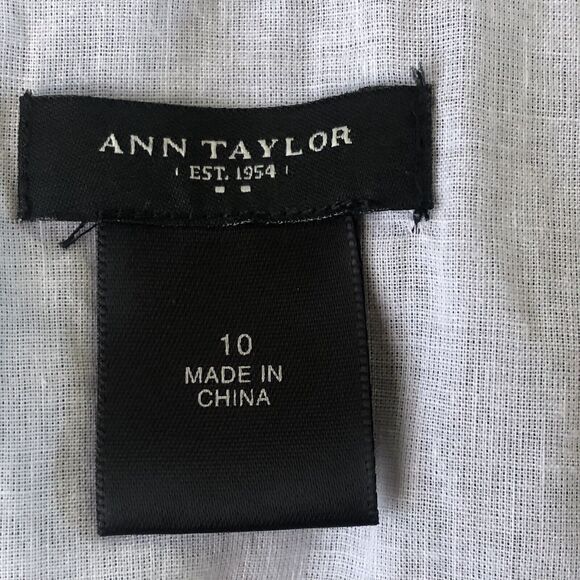 ANN TAYLOR
EST. 1954
10
MADE IN
CHINA